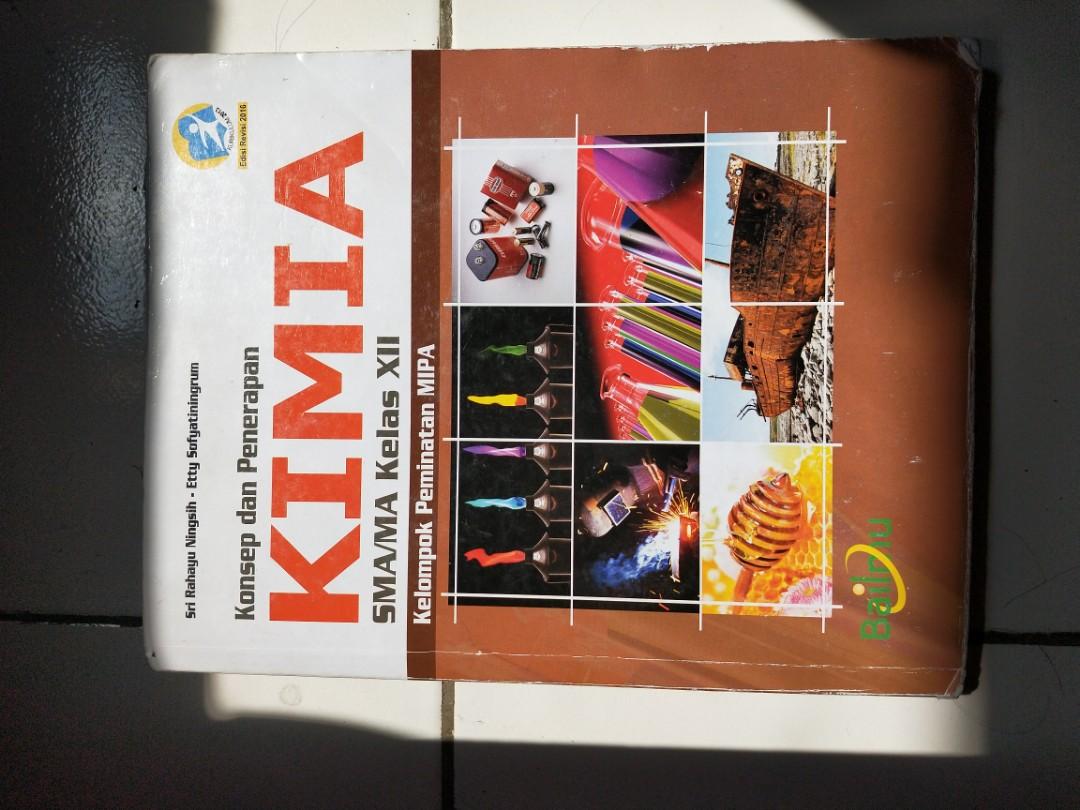 Sri Rahayu Ningsih - Etty Sofyatiningrum
Edisi Revisi 2016
Konsep dan Penerapan
KIMIA
SMA/MA Kelas XII
Kelompok Peminatan MIPA
Bailmu